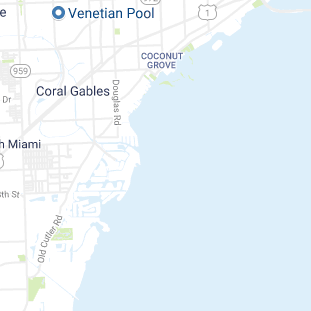 e
Venetian Pool
1
COCONUT
GROVE
959
Coral Gables
Douglas Rd
Dr
h Miami
th St
Old Cutler Rd